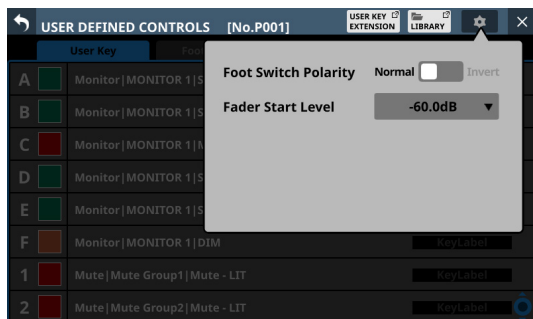 USER DEFINED CONTROLS [No.P001]
USER KEY EXTENSION
LIBRARY
User Key
Foot
Foot Switch Polarity Normal Invert
Fader Start Level -60.0dB
A Monitor|MONITOR 1|S
B Monitor|MONITOR 1|S
C Monitor|MONITOR 1|
D Monitor|MONITOR 1|S
E Monitor|MONITOR 1|S
F Monitor|MONITOR 1|DIM KeyLabel
1 Mute|Mute Group1|Mute - LIT KeyLabel
2 Mute|Mute Group2|Mute - LIT KeyLabel